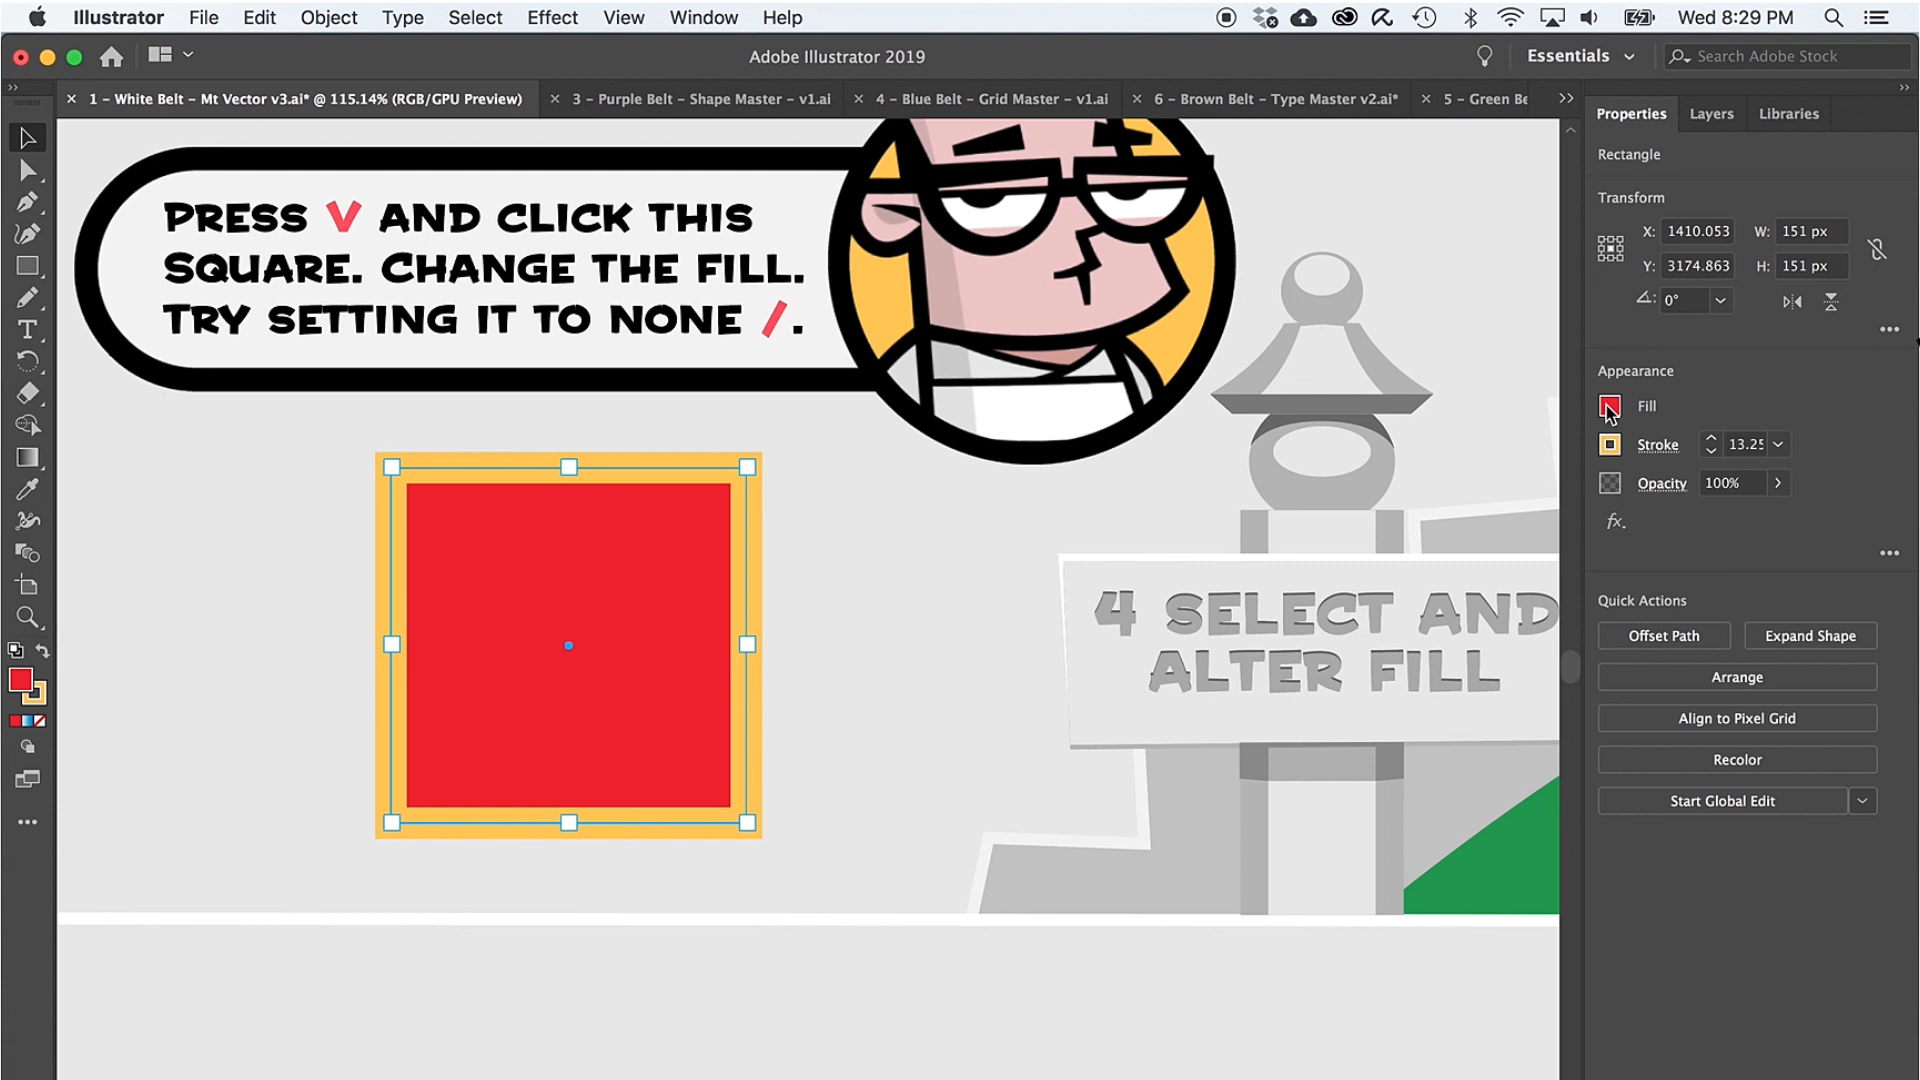 Illustrator File Edit Object Type Select Effect View Window Help Wed 8:29 PM
Adobe Illustrator 2019 Essentials Search Adobe Stock
1 – White Belt – Mt Vector v3.ai* @ 115.14% (RGB/GPU Preview) 3 – Purple Belt – Shape Master – v1.ai 4 – Blue Belt – Grid Master – v1.ai 6 – Brown Belt – Type Master v2.ai* 5 – Green Be
Properties Layers Libraries
Rectangle
Transform
X: 1410.053 W: 151 px
Y: 3174.863 H: 151 px
0°
Appearance
Fill
Stroke 13.25
Opacity 100%
fx.
Quick Actions
Offset Path Expand Shape
Arrange
Align to Pixel Grid
Recolor
Start Global Edit
PRESS V AND CLICK THIS
SQUARE. CHANGE THE FILL.
TRY SETTING IT TO NONE /.
4 SELECT AND
ALTER FILL